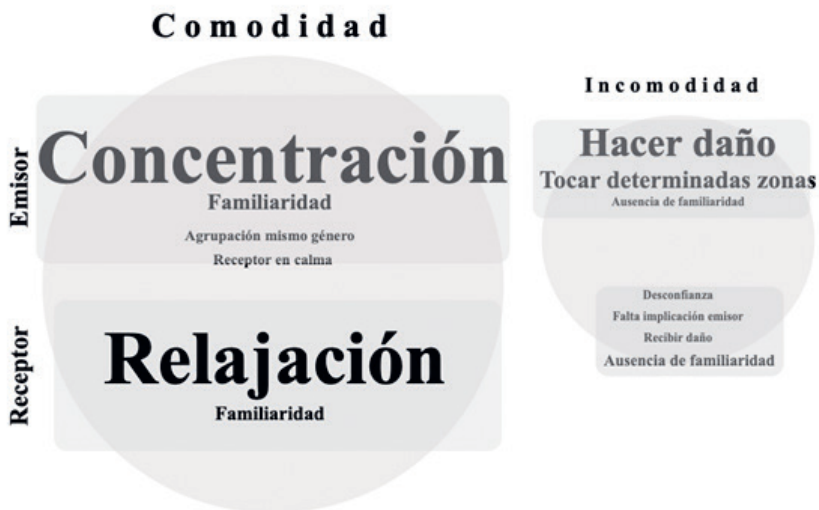 Comodidad
Emisor
Concentración
Familiaridad
Agrupación mismo género
Receptor en calma
Receptor
Relajación
Familiaridad
Incomodidad
Hacer daño
Tocar determinadas zonas
Ausencia de familiaridad
Desconfianza
Falta implicación emisor
Recibir daño
Ausencia de familiaridad